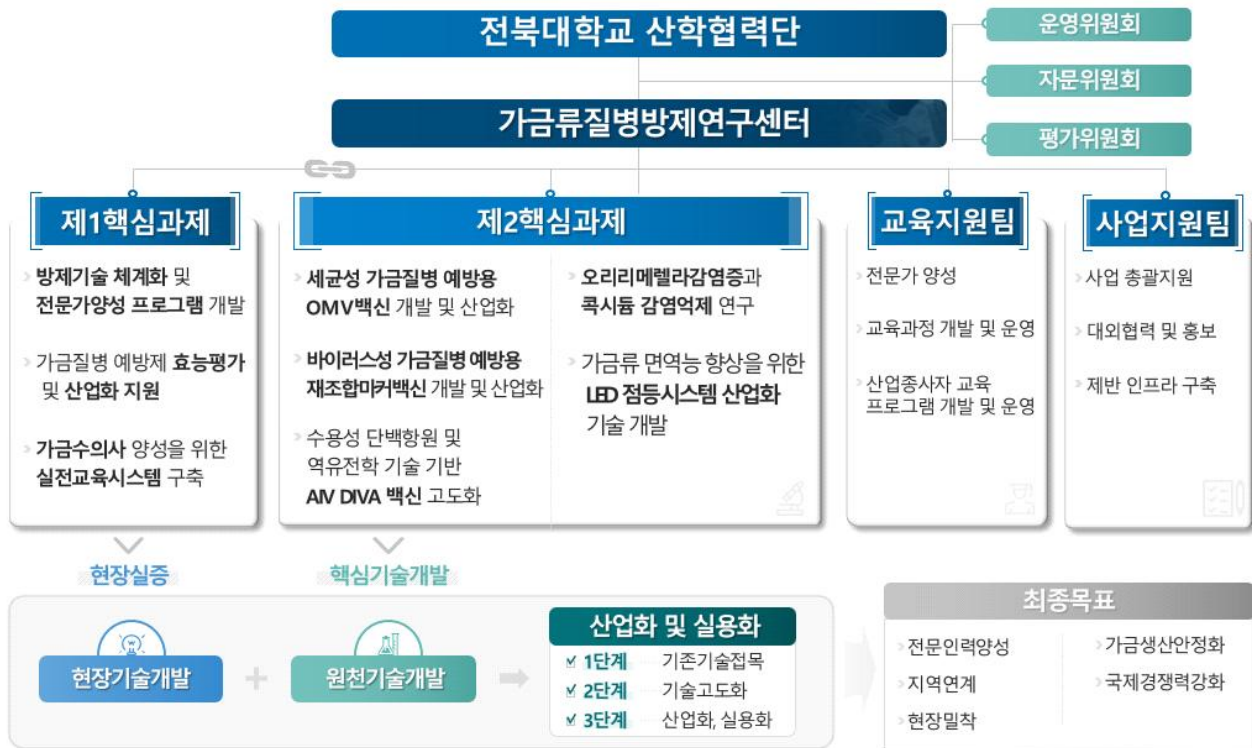 전북대학교 산학협력단
운영위원회
자문위원회
가금류질병방제연구센터
평가위원회
제1핵심과제
방제기술 체계화 및
전문가양성 프로그램 개발
가금질병 예방제 효능평가
및 산업화 지원
가금수의사 양성을 위한
실전교육시스템 구축
제2핵심과제
세균성 가금질병 예방용
OMV백신 개발 및 산업화
바이러스성 가금질병 예방용
재조합마커백신 개발 및 산업화
수용성 단백항원 및
역유전학 기술 기반
AIV DIVA 백신 고도화
오리리메렐라감염증과
콕시듐 감염억제 연구
가금류 면역능 향상을 위한
LED 점등시스템 산업화
기술 개발
교육지원팀
전문가 양성
교육과정 개발 및 운영
산업종사자 교육
프로그램 개발 및 운영
사업지원팀
사업 총괄지원
대외협력 및 홍보
제반 인프라 구축
현장실증
핵심기술개발
현장기술개발
+
원천기술개발
산업화 및 실용화
1단계 기존기술접목
2단계 기술고도화
3단계 산업화, 실용화
최종목표
전문인력양성
지역연계
현장밀착
가금생산안정화
국제경쟁력강화